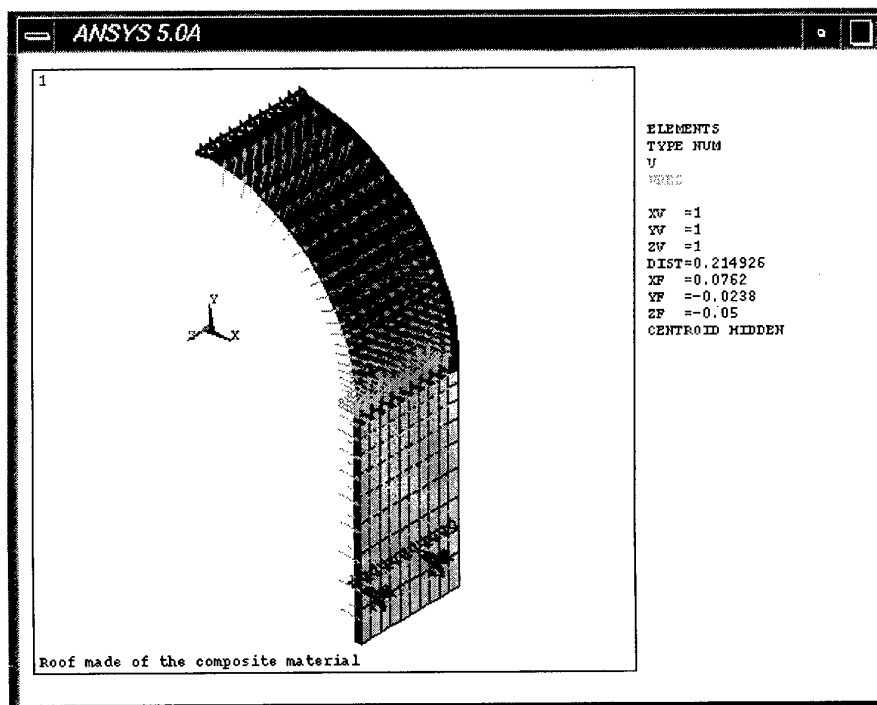 ANSYS 5.0A
1
ELEMENTS
TYPE NUM
U
PRES
XV =1
YV =1
ZV =1
DIST=0.214926
XF =0.0762
YF =-0.0238
ZF =-0.05
CENTROID HIDDEN
Y
Z X
Roof made of the composite material